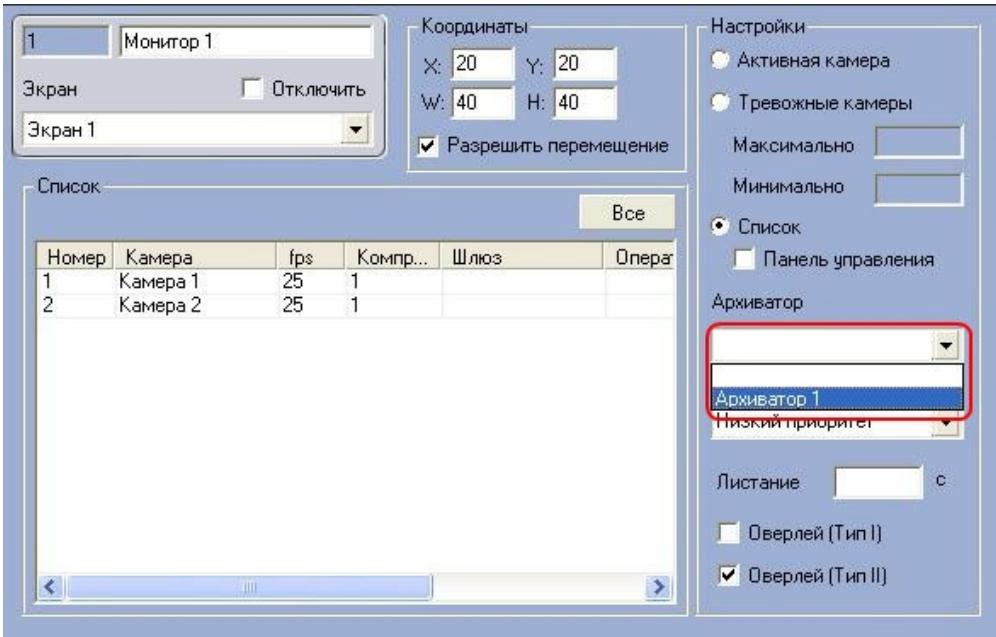 1 Монитор 1
Экран Отключить
Экран 1
Координаты
X: 20 Y: 20
W: 40 H: 40
Разрешить перемещение
Список
Все
Номер Камера fps Компр... Шлюз Операт
1 Камера 1 25 1
2 Камера 2 25 1
Настройки
Активная камера
Тревожные камеры
Максимально
Минимально
Список
Панель управления
Архиватор
Архиватор 1
Низкий приоритет
Листание с
Оверлей (Тип I)
Оверлей (Тип II)